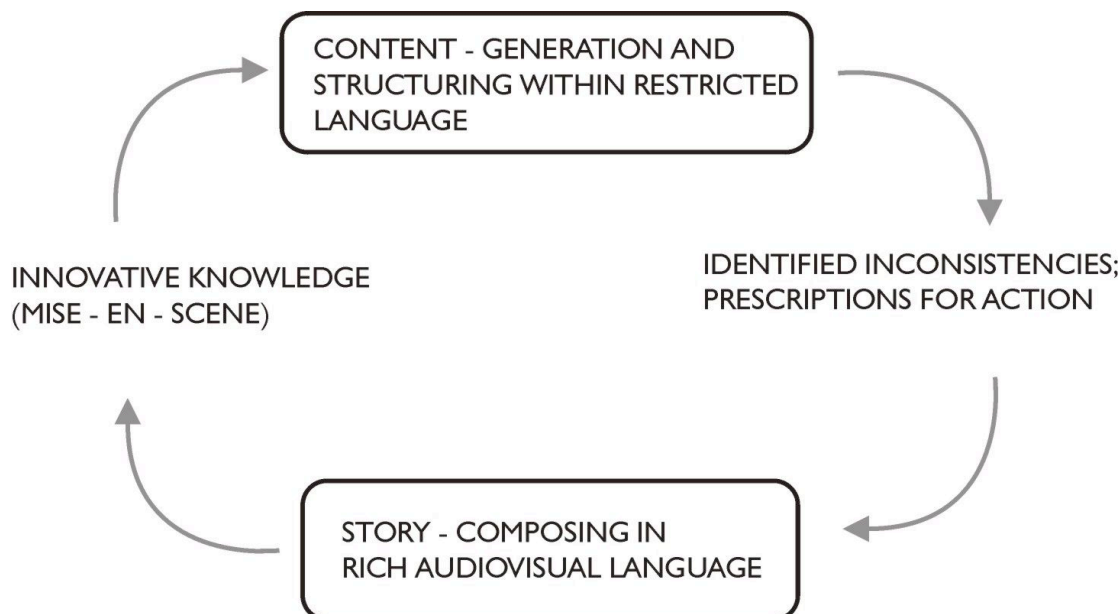 CONTENT - GENERATION AND
STRUCTURING WITHIN RESTRICTED
LANGUAGE
IDENTIFIED INCONSISTENCIES;
PRESCRIPTIONS FOR ACTION
STORY - COMPOSING IN
RICH AUDIOVISUAL LANGUAGE
INNOVATIVE KNOWLEDGE
(MISE - EN - SCENE)